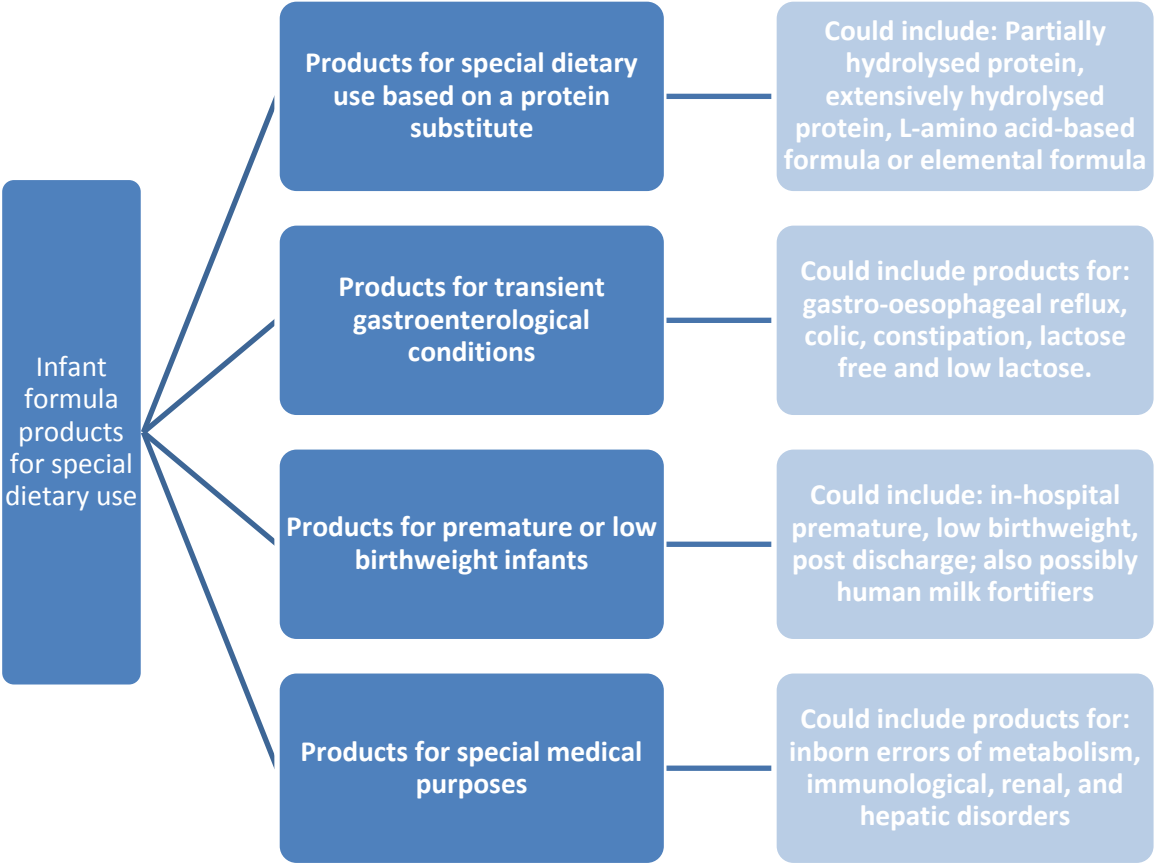 Infant
formula
products
for special
dietary use
Products for special dietary
use based on a protein
substitute
Could include: Partially
hydrolysed protein,
extensively hydrolysed
protein, L-amino acid-based
formula or elemental formula
Products for transient
gastroenterological
conditions
Could include products for:
gastro-oesophageal reflux,
colic, constipation, lactose
free and low lactose.
Products for premature or low
birthweight infants
Could include: in-hospital
premature, low birthweight,
post discharge; also possibly
human milk fortifiers
Products for special medical
purposes
Could include products for:
inborn errors of metabolism,
immunological, renal, and
hepatic disorders